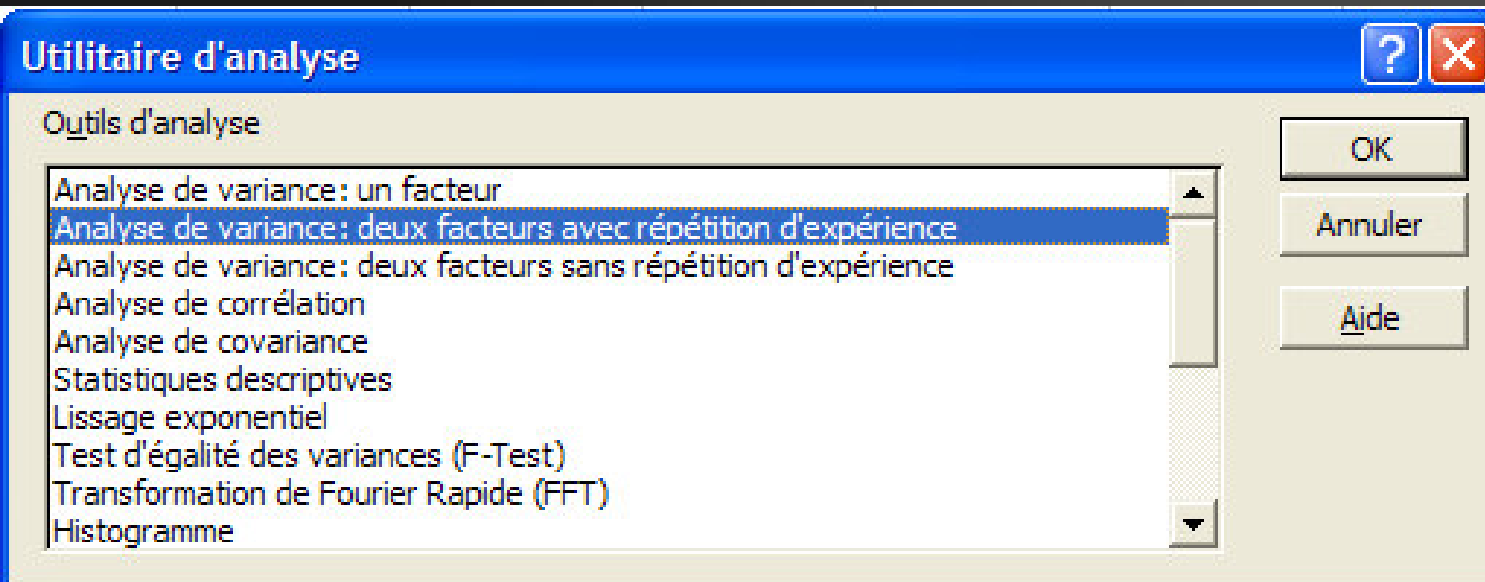 Utilitaire d'analyse
Outils d'analyse
Analyse de variance: un facteur
Analyse de variance: deux facteurs avec répétition d'expérience
Analyse de variance: deux facteurs sans répétition d'expérience
Analyse de corrélation
Analyse de covariance
Statistiques descriptives
Lissage exponentiel
Test d'égalité des variances (F-Test)
Transformation de Fourier Rapide (FFT)
Histogramme
OK
Annuler
Aide